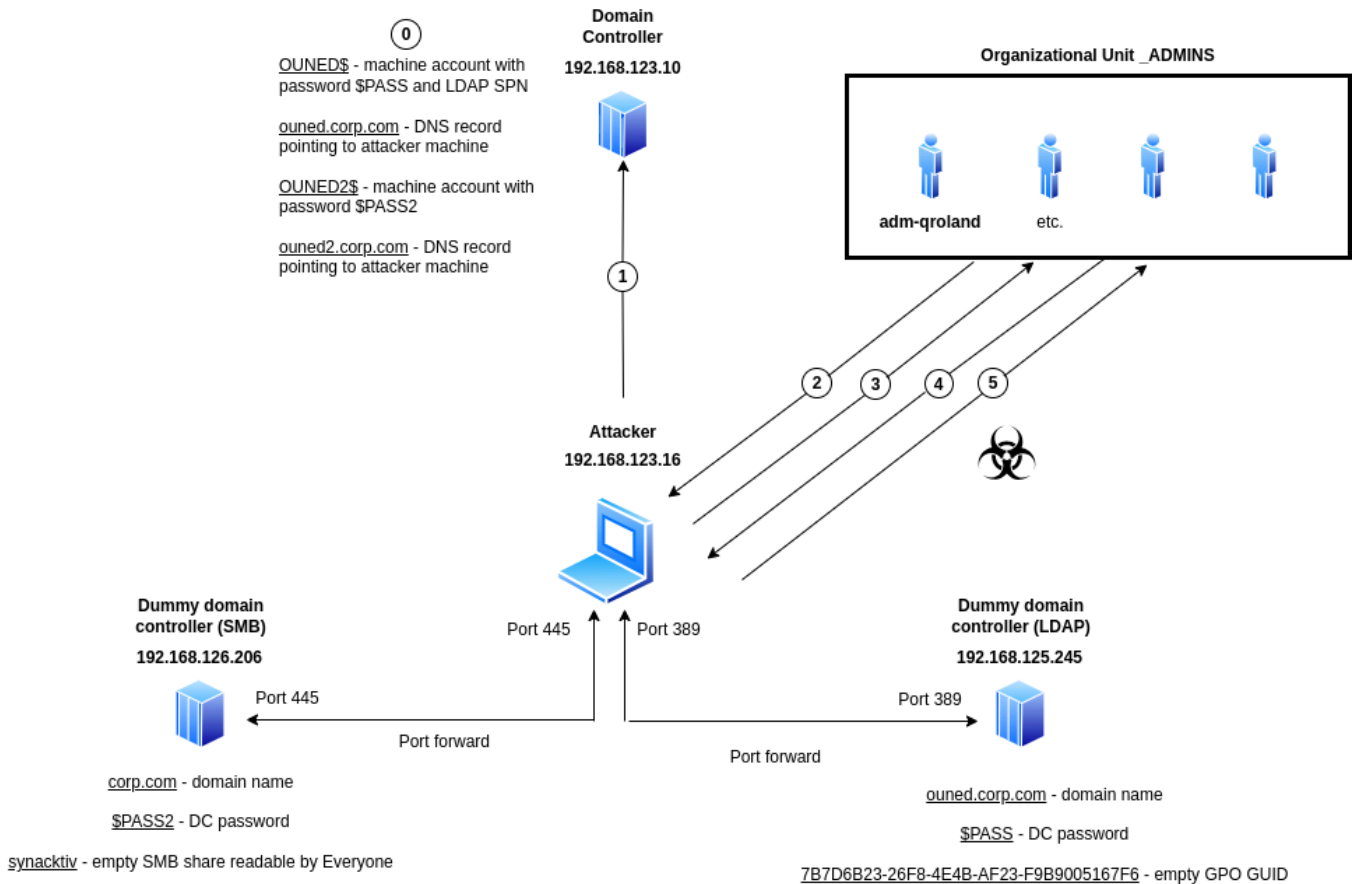 0
OUNED$ - machine account with
password $PASS and LDAP SPN
ouned.corp.com - DNS record
pointing to attacker machine
OUNED2$ - machine account with
password $PASS2
ouned2.corp.com - DNS record
pointing to attacker machine
Domain
Controller
192.168.123.10
Organizational Unit _ADMINS
adm-qroland
etc.
1
2
3
4
5
Attacker
192.168.123.16
Port 445
Port 389
Dummy domain
controller (SMB)
192.168.126.206
Port 445
Port forward
corp.com - domain name
$PASS2 - DC password
synacktiv - empty SMB share readable by Everyone
Dummy domain
controller (LDAP)
192.168.125.245
Port 389
Port forward
ouned.corp.com - domain name
$PASS - DC password
7B7D6B23-26F8-4E4B-AF23-F9B9005167F6 - empty GPO GUID